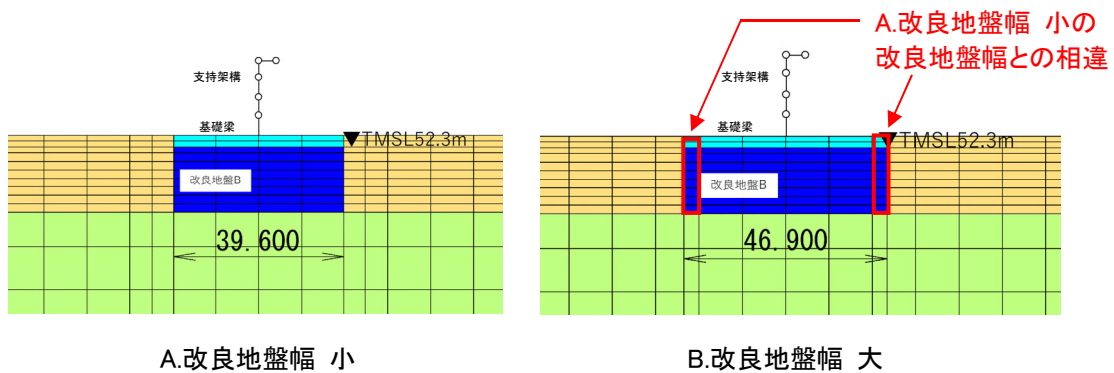 A.改良地盤幅 小の
改良地盤幅との相違
支持架構
基礎梁
TMSL52.3m
改良地盤B
39.600
A.改良地盤幅 小
支持架構
基礎梁
TMSL52.3m
改良地盤B
46.900
B.改良地盤幅 大